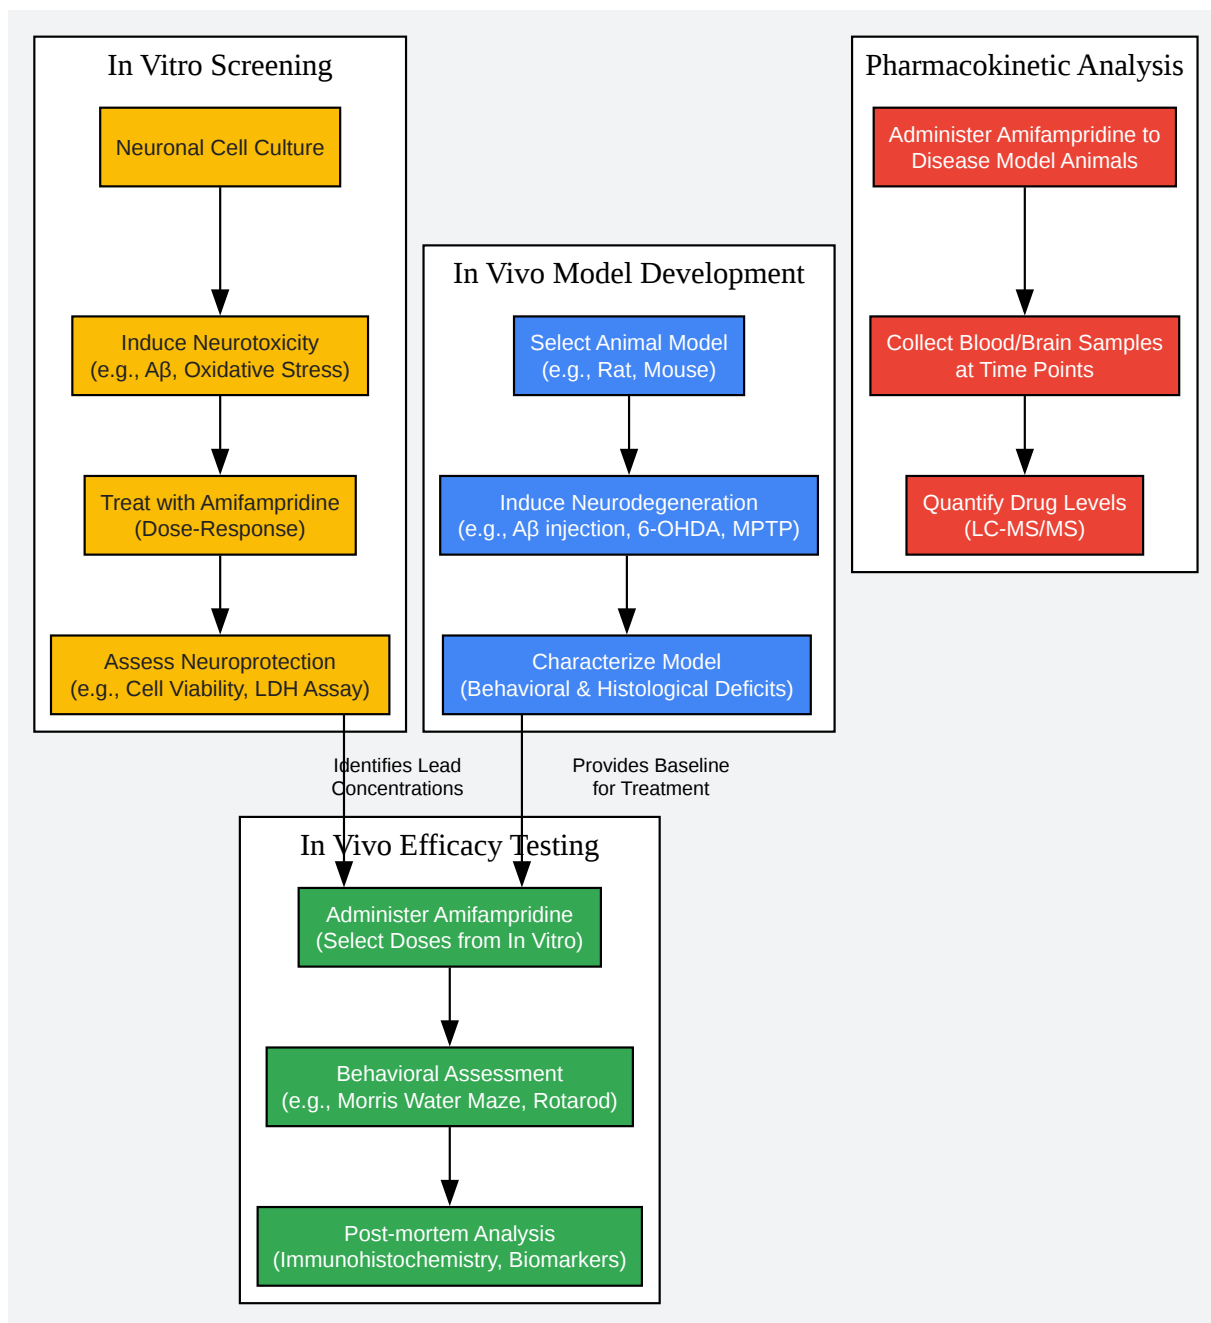 In Vitro Screening
Neuronal Cell Culture
Induce Neurotoxicity
(e.g., Aβ, Oxidative Stress)
Treat with Amifampridine
(Dose-Response)
Assess Neuroprotection
(e.g., Cell Viability, LDH Assay)
In Vivo Model Development
Select Animal Model
(e.g., Rat, Mouse)
Induce Neurodegeneration
(e.g., Aβ injection, 6-OHDA, MPTP)
Characterize Model
(Behavioral & Histological Deficits)
Pharmacokinetic Analysis
Administer Amifampridine to
Disease Model Animals
Collect Blood/Brain Samples
at Time Points
Quantify Drug Levels
(LC-MS/MS)
Identifies Lead
Concentrations
Provides Baseline
for Treatment
In Vivo Efficacy Testing
Administer Amifampridine
(Select Doses from In Vitro)
Behavioral Assessment
(e.g., Morris Water Maze, Rotarod)
Post-mortem Analysis
(Immunohistochemistry, Biomarkers)